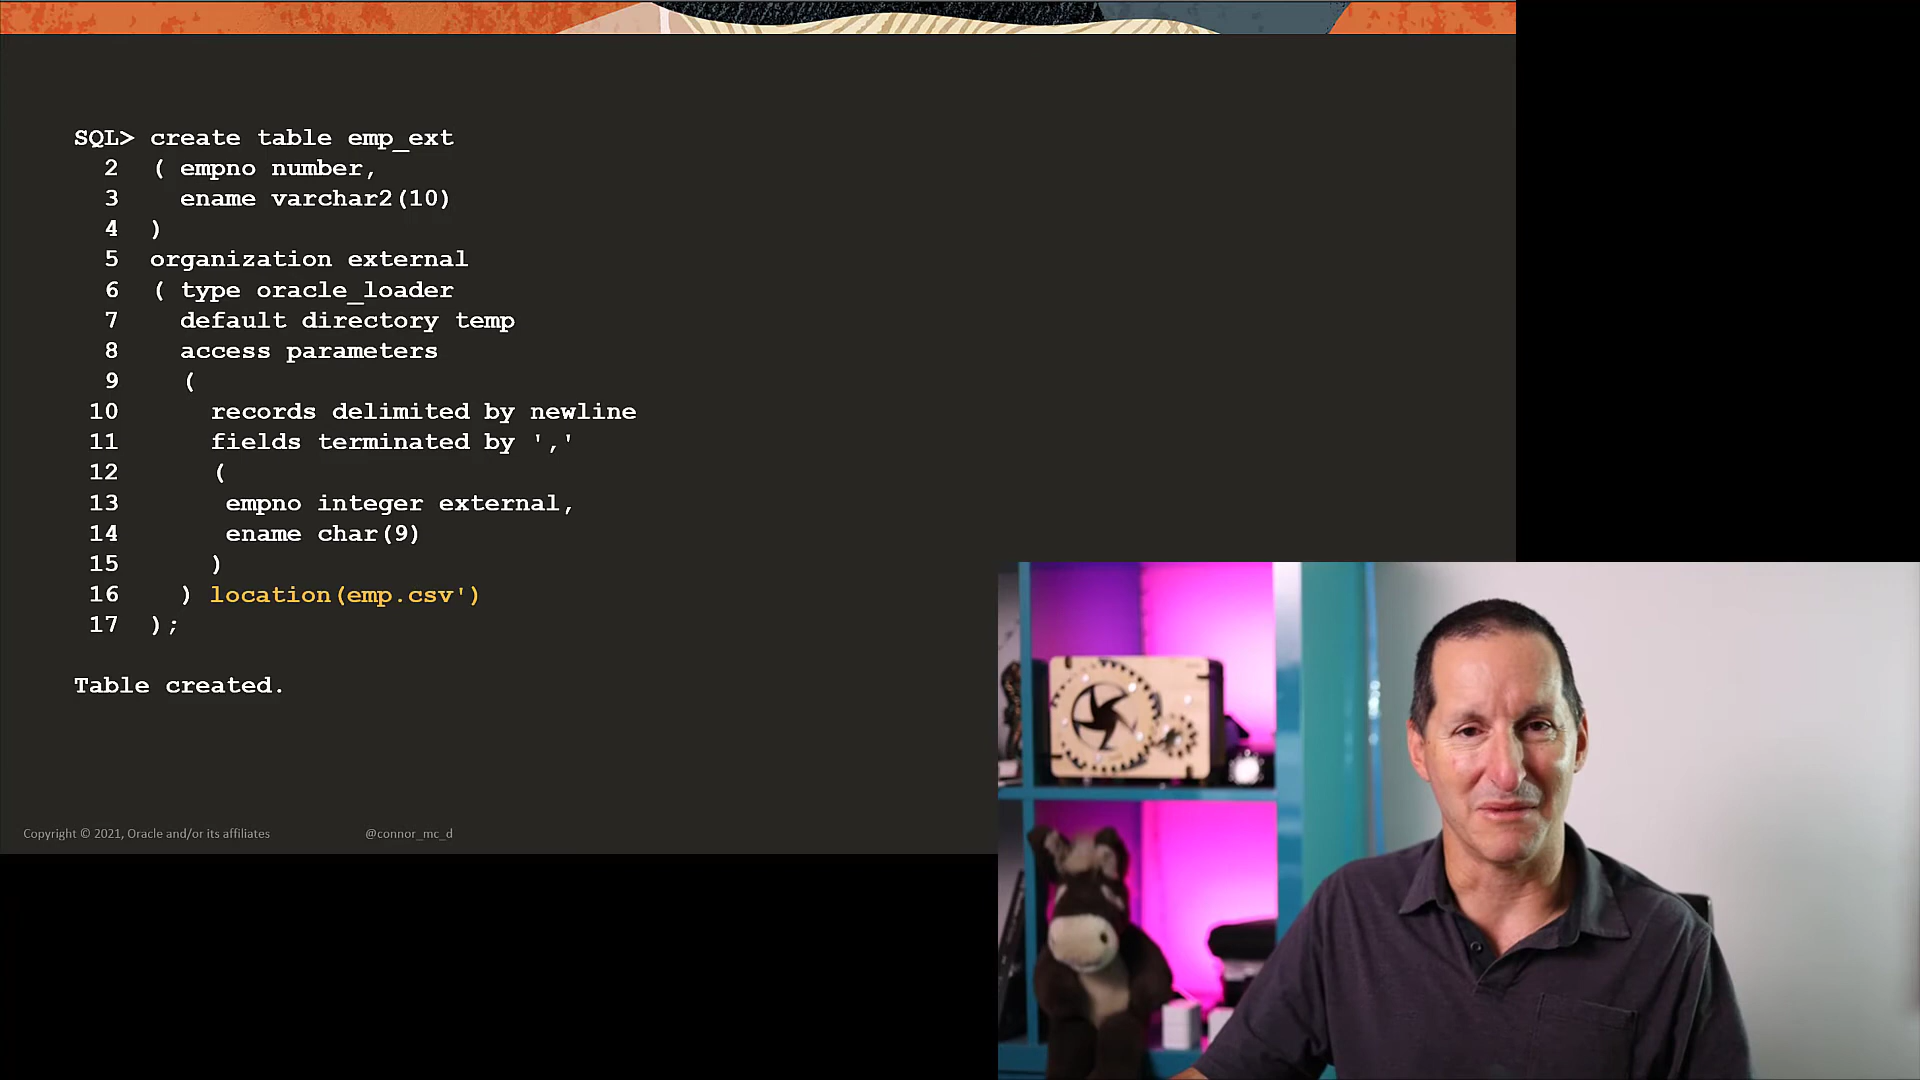 SQL> create table emp_ext
2 ( empno number,
3 ename varchar2(10)
4 )
5 organization external
6 ( type oracle_loader
7 default directory temp
8 access parameters
9 (
10 records delimited by newline
11 fields terminated by ','
12 (
13 empno integer external,
14 ename char(9)
15 )
16 ) location(emp.csv')
17 );
Table created.
Copyright © 2021, Oracle and/or its affiliates
@connor_mc_d